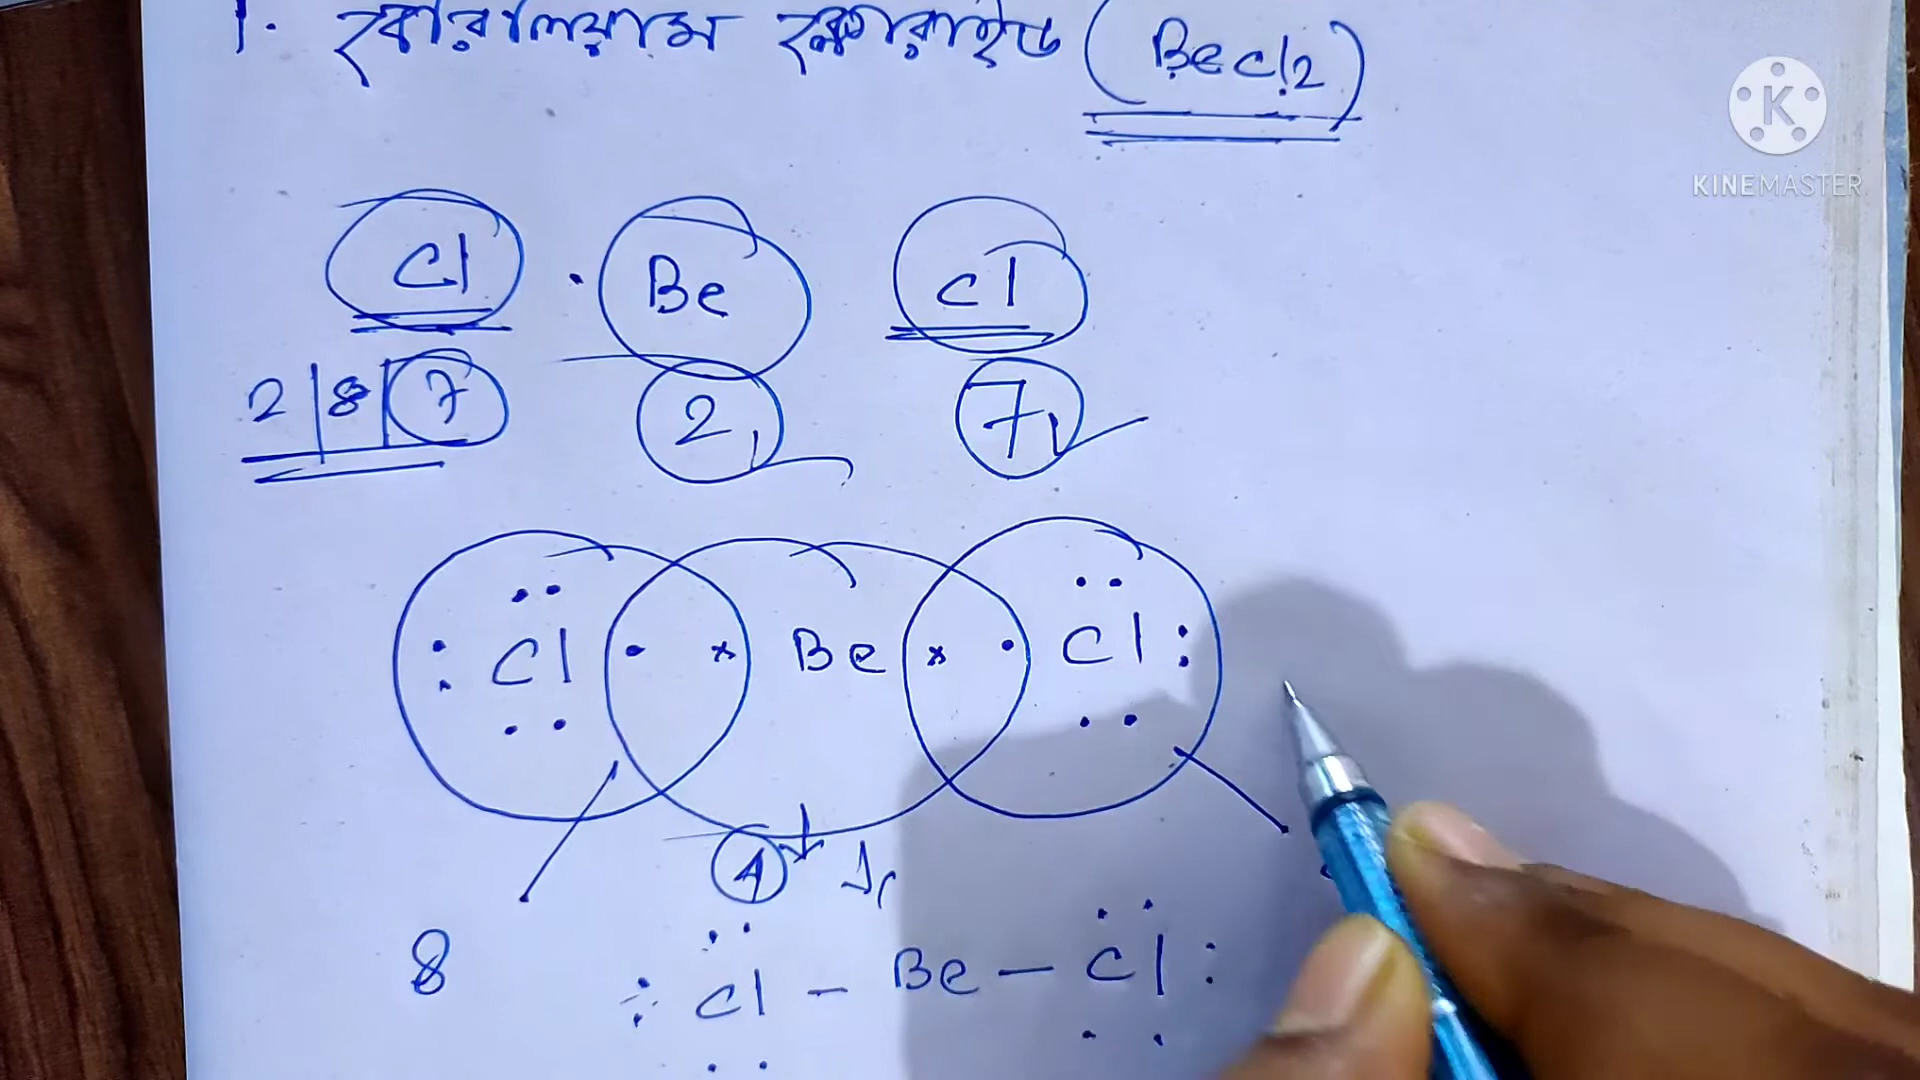 1. বেরিলিয়াম ক্লোরাইড (BeCl2)
K
KINEMASTER
Cl · Be Cl
2|8|7 2 7
Cl · × Be × · Cl :
4
:Cl – Be – Cl:
8